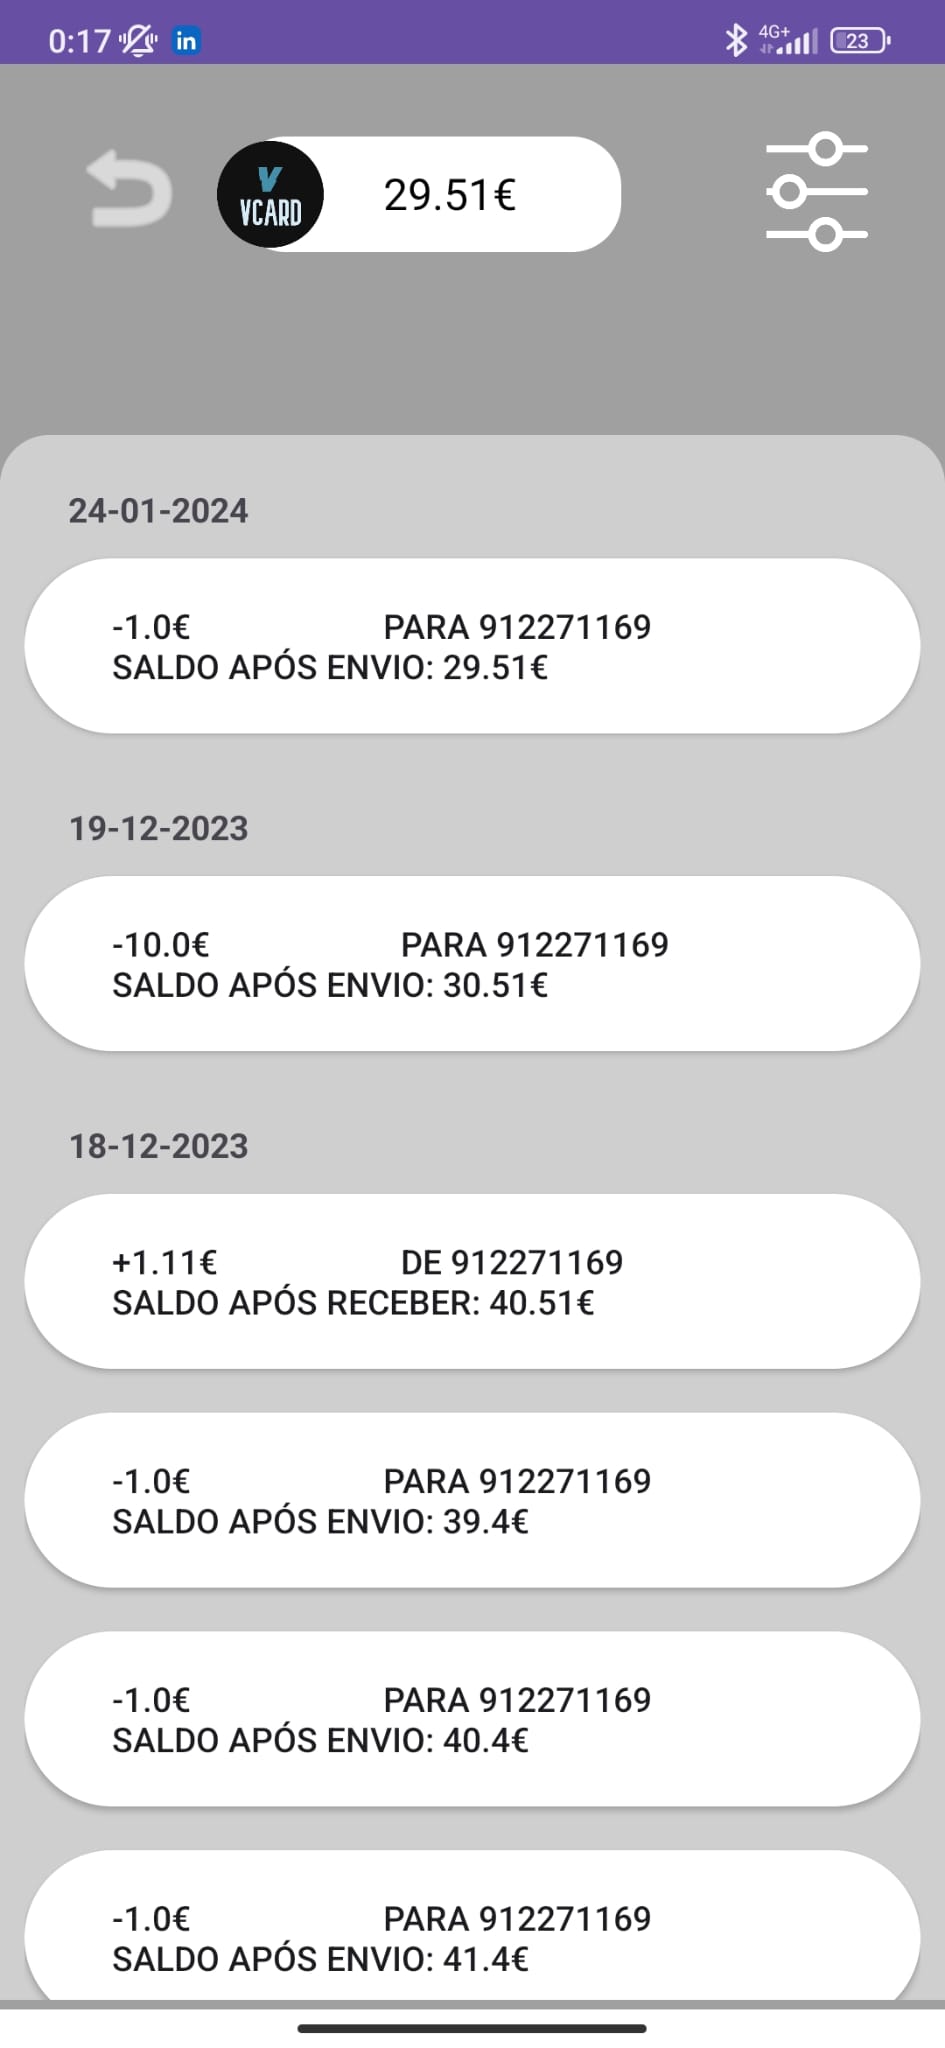 0:17 in 4G+ 23
V
VCARD 29.51€
24-01-2024
-1.0€ PARA 912271169
SALDO APÓS ENVIO: 29.51€
19-12-2023
-10.0€ PARA 912271169
SALDO APÓS ENVIO: 30.51€
18-12-2023
+1.11€ DE 912271169
SALDO APÓS RECEBER: 40.51€
-1.0€ PARA 912271169
SALDO APÓS ENVIO: 39.4€
-1.0€ PARA 912271169
SALDO APÓS ENVIO: 40.4€
-1.0€ PARA 912271169
SALDO APÓS ENVIO: 41.4€